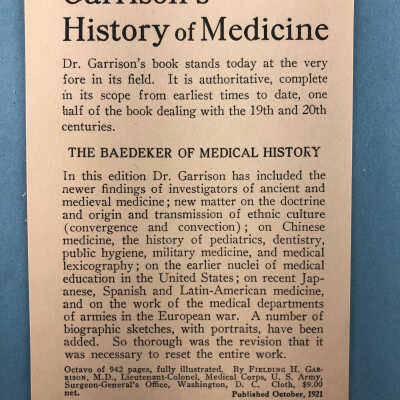 Garrison's
History of Medicine
Dr. Garrison's book stands today at the very
fore in its field. It is authoritative, complete
in its scope from earliest times to date, one
half of the book dealing with the 19th and 20th
centuries.
THE BAEDEKER OF MEDICAL HISTORY
In this edition Dr. Garrison has included the
newer findings of investigators of ancient and
medieval medicine; new matter on the doctrine
and origin and transmission of ethnic culture
(convergence and convection); on Chinese
medicine, the history of pediatrics, dentistry,
public hygiene, military medicine, and medical
lexicography; on the earlier nuclei of medical
education in the United States; on recent Jap-
anese, Spanish and Latin-American medicine,
and on the work of the medical departments
of armies in the European war. A number of
biographic sketches, with portraits, have been
added. So thorough was the revision that it
was necessary to reset the entire work.
Octavo of 942 pages, fully illustrated. By FIELDING H. GAR-
RISON, M.D., Lieutenant-Colonel, Medical Corps, U. S. Army,
Surgeon-General's Office, Washington, D. C. Cloth, $9.00
net. Published October, 1921